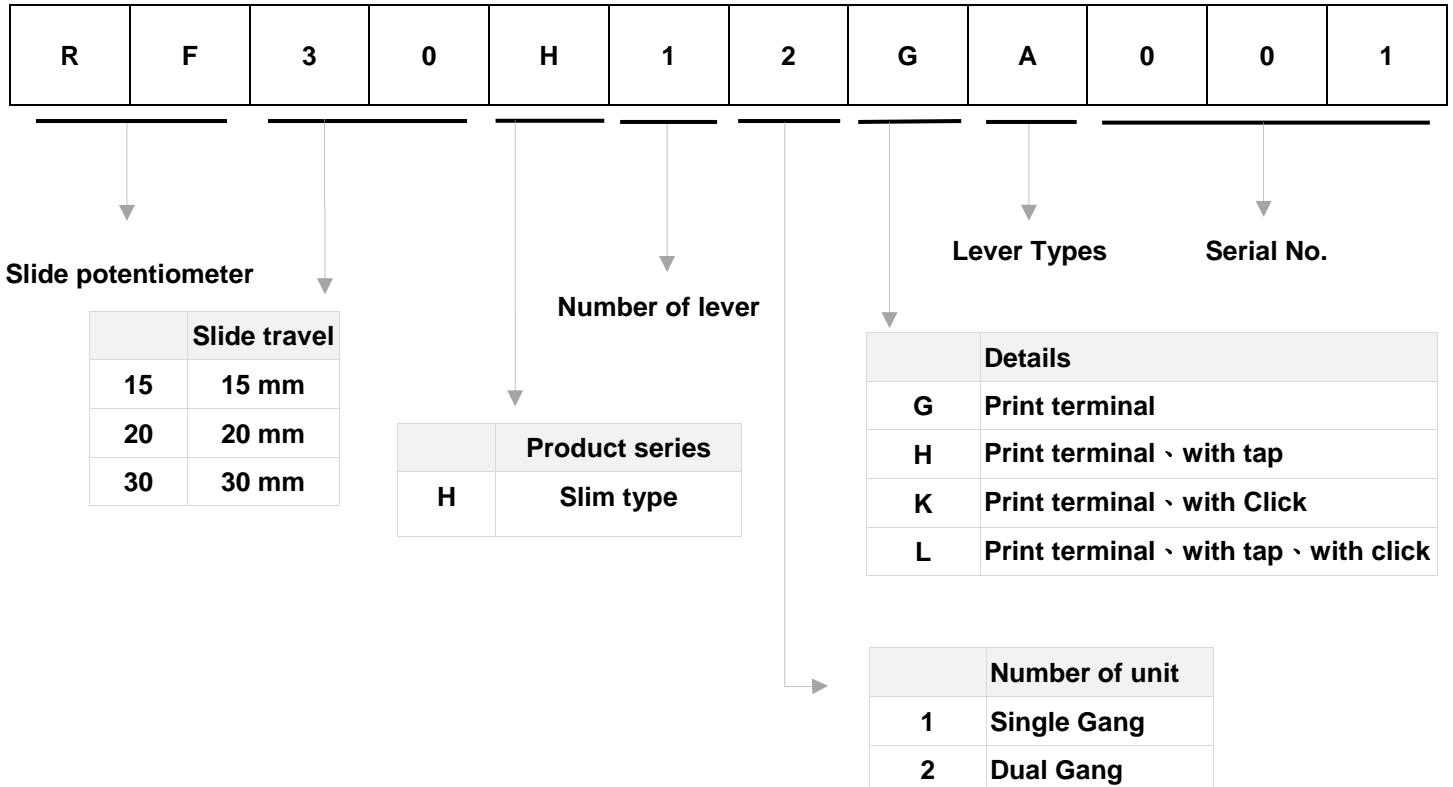 R F 3 0 H 1 2 G A 0 0 1
Slide potentiometer
Lever Types
Serial No.
Number of lever
Slide travel
15 15 mm
20 20 mm
30 30 mm
Product series
H Slim type
Details
G Print terminal
H Print terminal、with tap
K Print terminal、with Click
L Print terminal、with tap、with click
Number of unit
1 Single Gang
2 Dual Gang